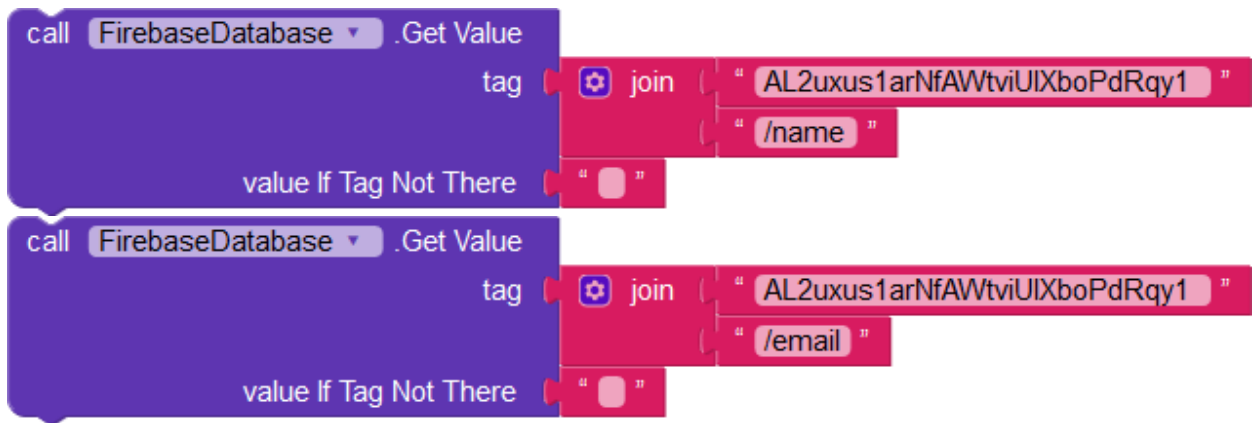 call FirebaseDatabase .Get Value
tag join " AL2uxus1arNfAWtviUlXboPdRqy1 "
" /name "
value If Tag Not There " "
call FirebaseDatabase .Get Value
tag join " AL2uxus1arNfAWtviUlXboPdRqy1 "
" /email "
value If Tag Not There " "